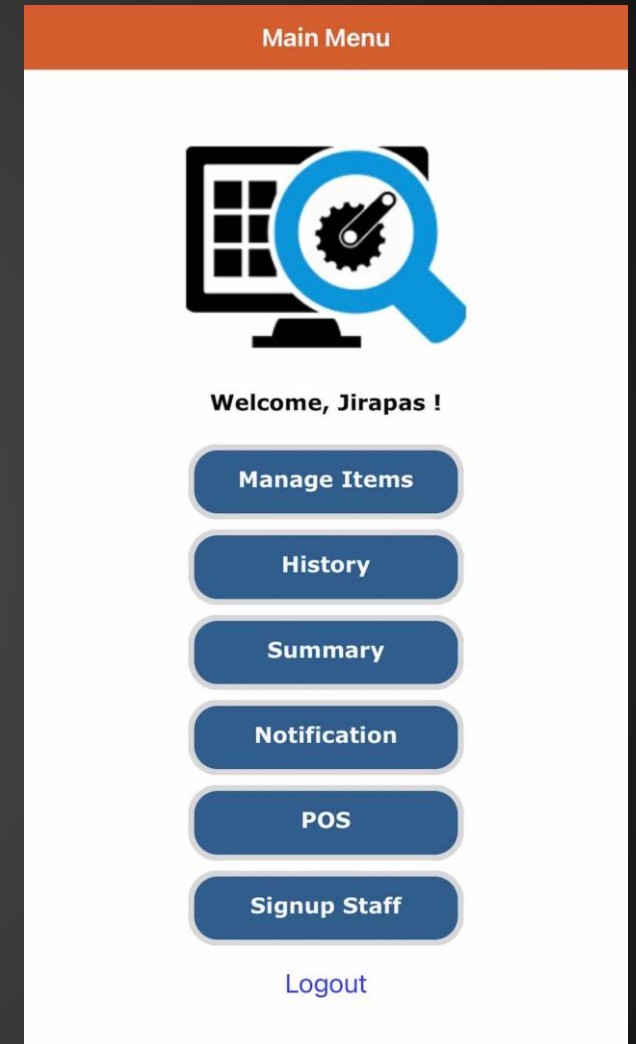 Main Menu
Welcome, Jirapas !
Manage Items
History
Summary
Notification
POS
Signup Staff
Logout